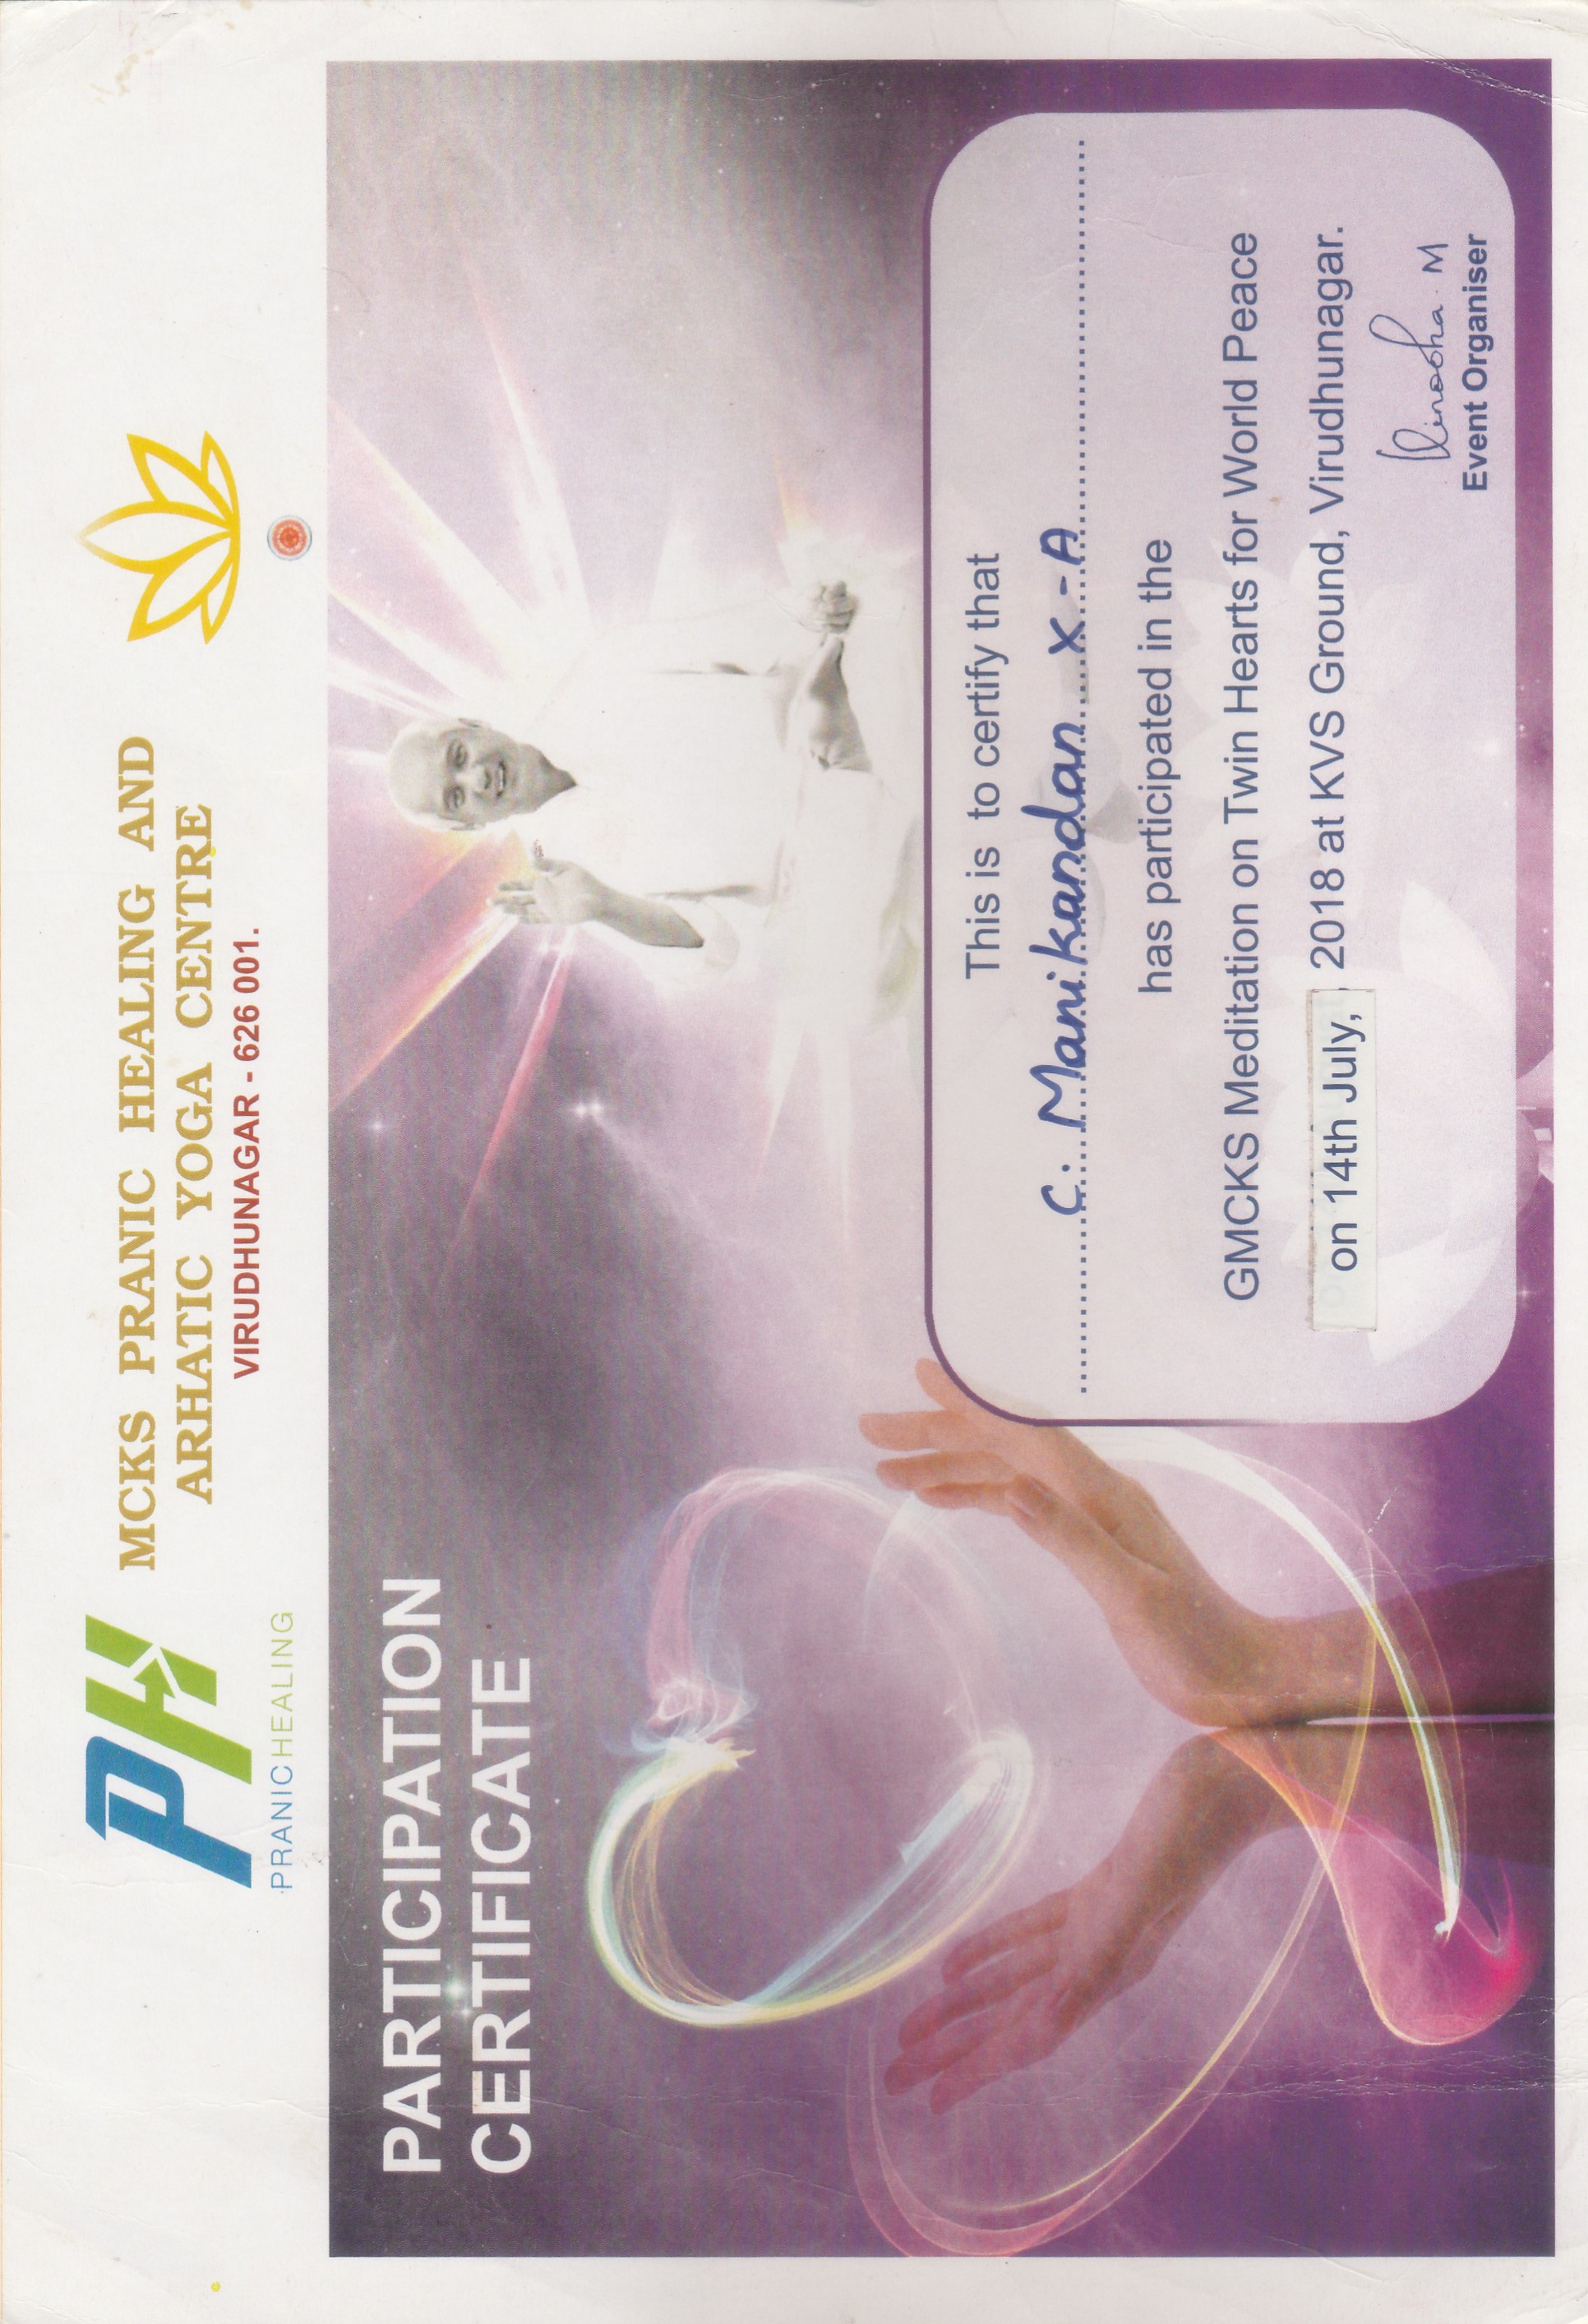 PH
PRANICHEALING
MCKS PRANIC HEALING AND
ARHATIC YOGA CENTRE
VIRUDHUNAGAR - 626 001.
PARTICIPATION
CERTIFICATE
This is to certify that
C. Manikandan X-A
has participated in the
GMCKS Meditation on Twin Hearts for World Peace
on 14th July, 2018 at KVS Ground, Virudhunagar.
Vinobha. M
Event Organiser